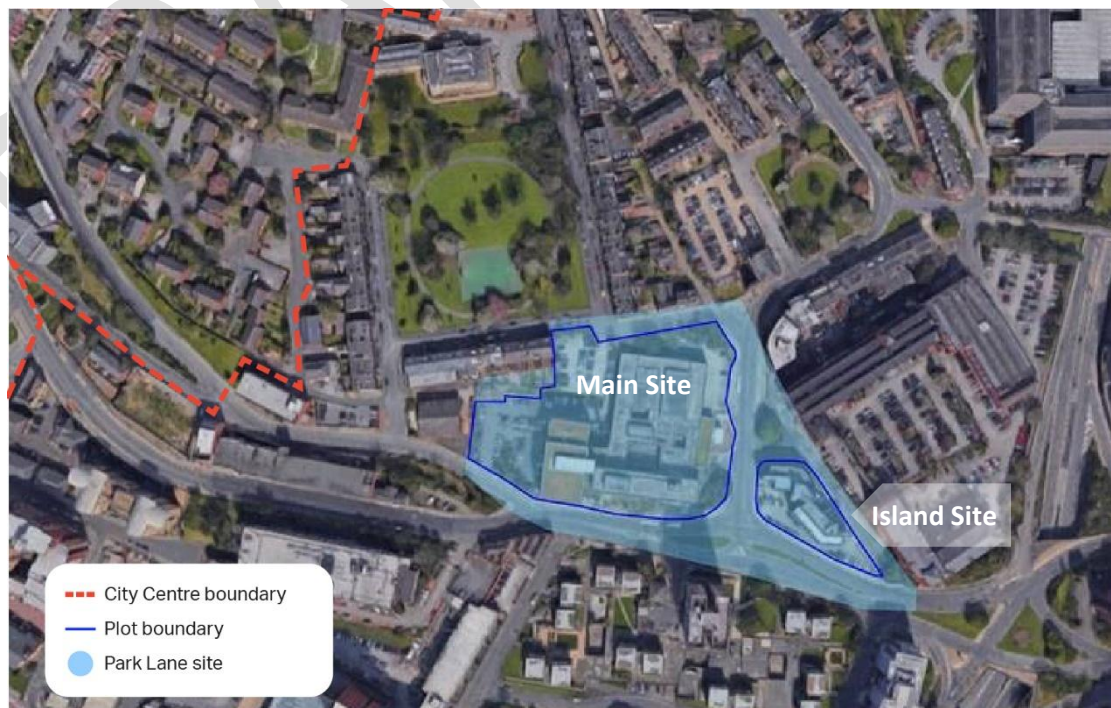 Main Site
Island Site
City Centre boundary
Plot boundary
Park Lane site